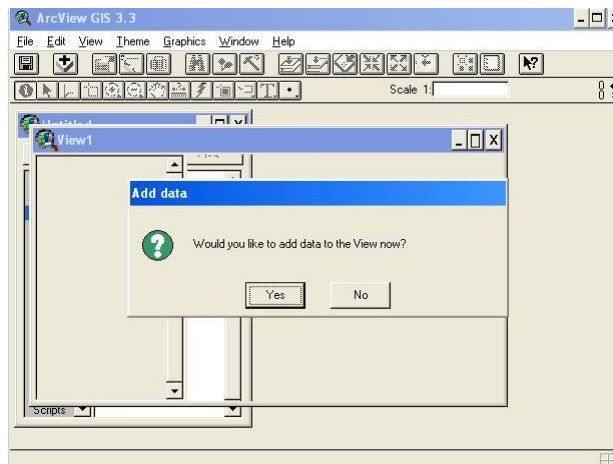 ArcView GIS 3.3
File Edit View Theme Graphics Window Help
Scale 1:
Untitled
View1
Add data
Would you like to add data to the View now?
Yes No
Scripts